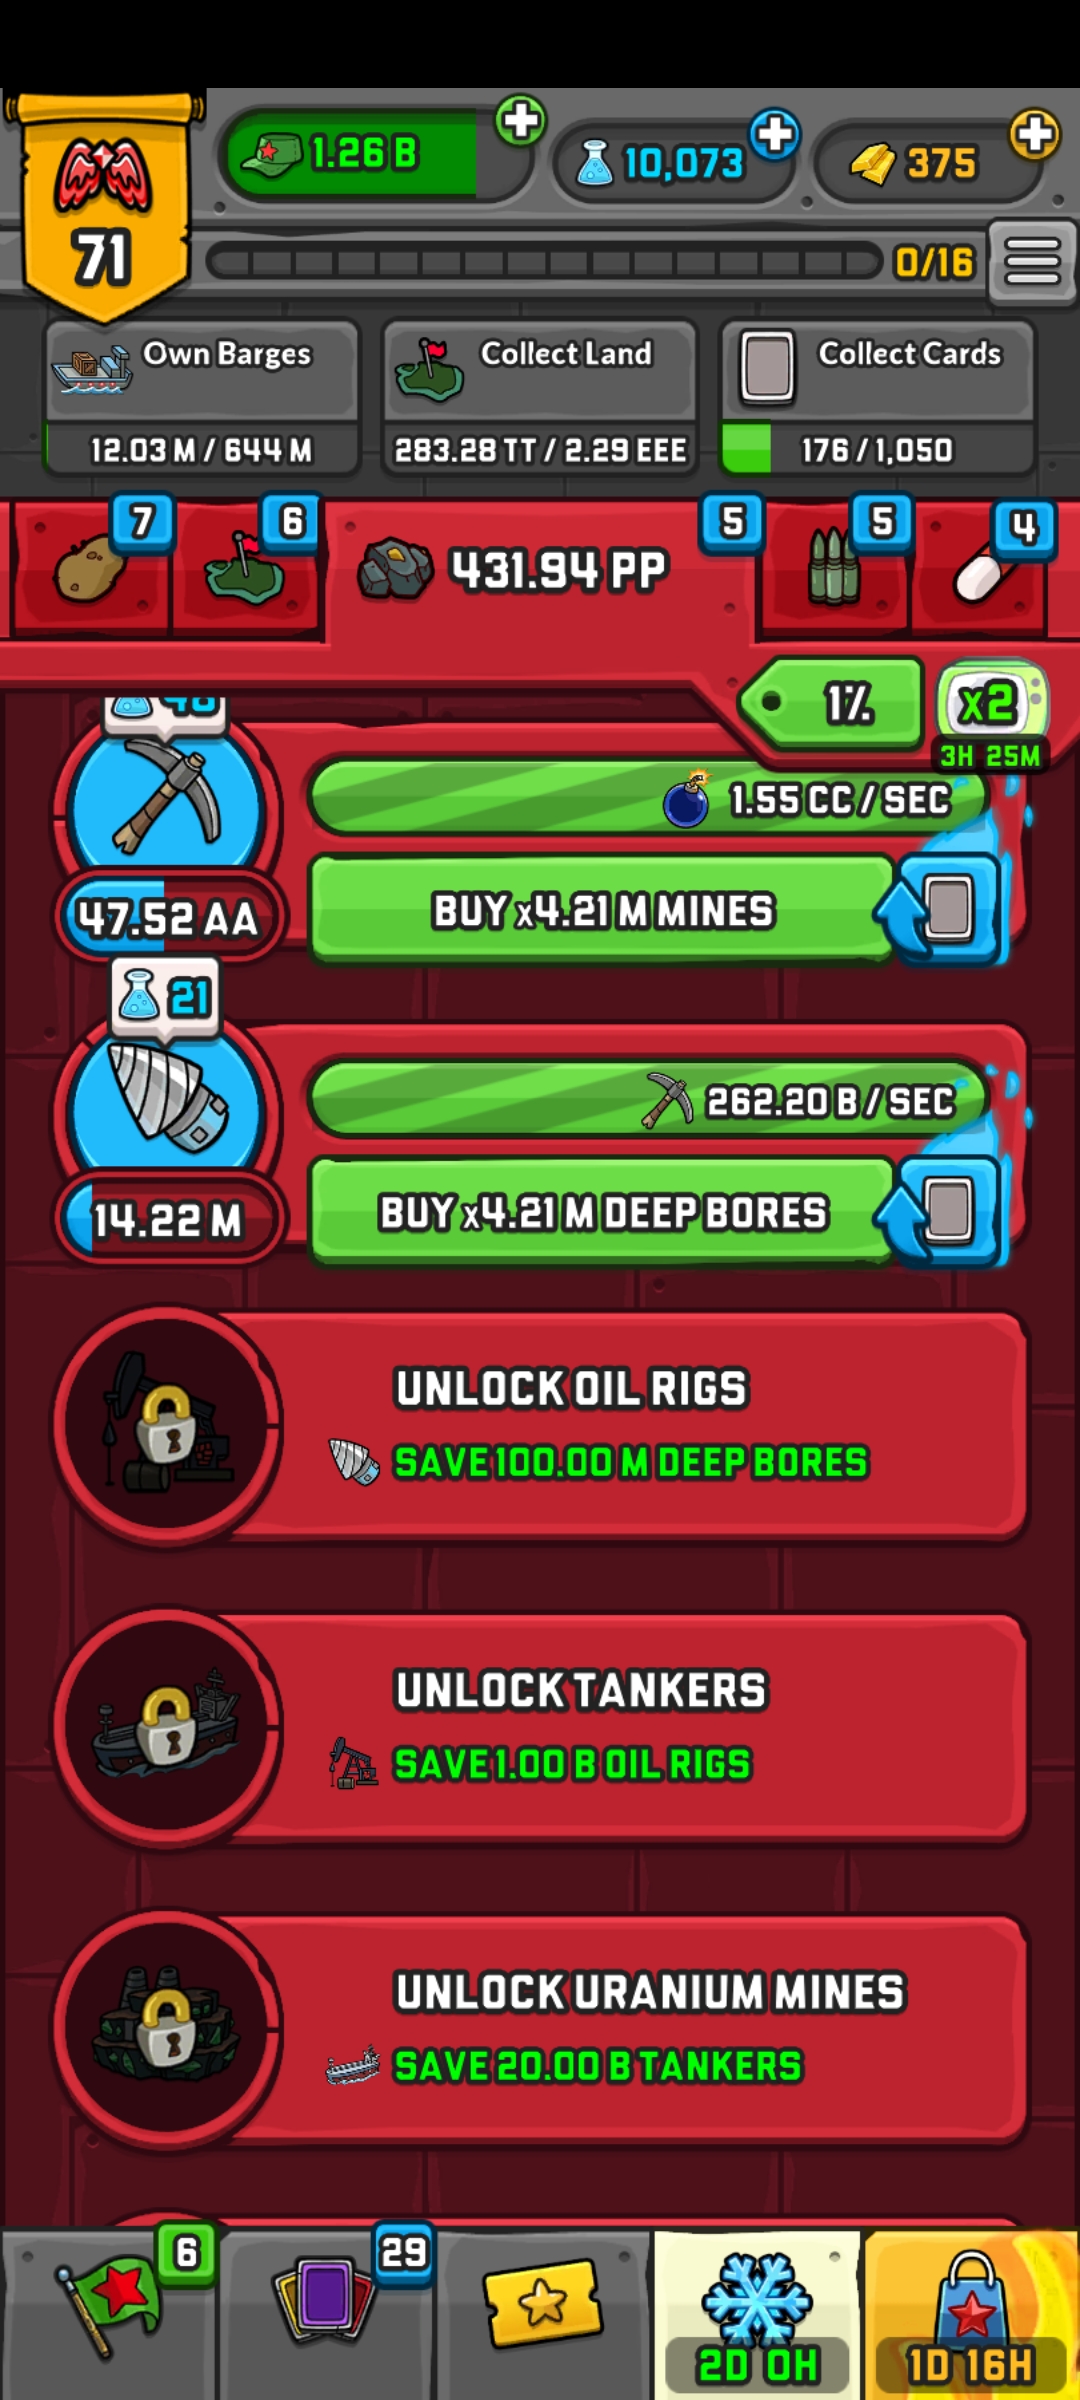 1.26 B
10,073
375
71
0/16
Own Barges
Collect Land
Collect Cards
12.03 M / 644 M
283.28 TT / 2.29 EEE
176 / 1,050
7
6
431.94 PP
5
5
4
1%
x2
3H 25M
1.55 CC / SEC
BUY x4.21 M MINES
47.52 AA
21
262.20 B / SEC
BUY x4.21 M DEEP BORES
14.22 M
UNLOCK OIL RIGS
SAVE 100.00 M DEEP BORES
UNLOCK TANKERS
SAVE 1.00 B OIL RIGS
UNLOCK URANIUM MINES
SAVE 20.00 B TANKERS
6
29
2D 0H
1D 16H